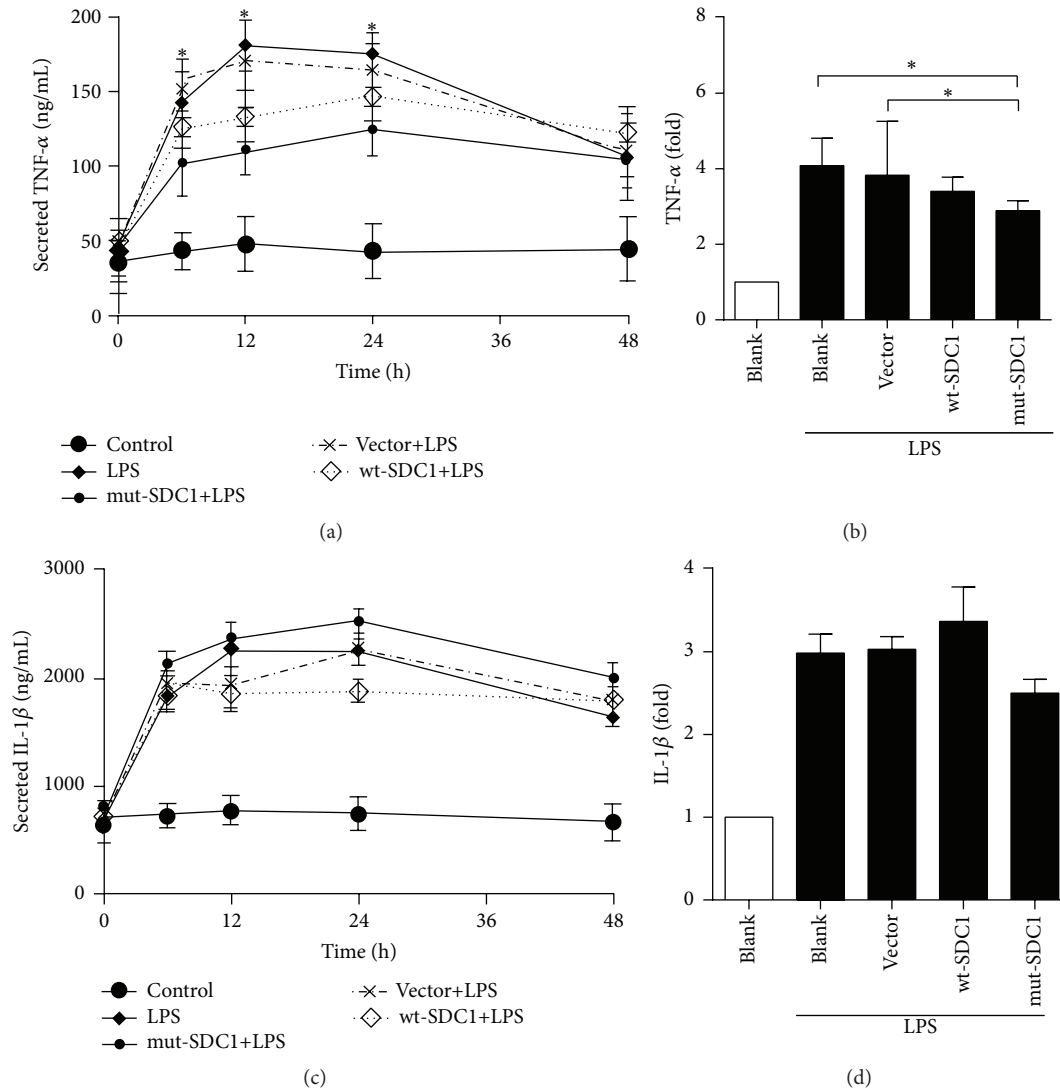 Secreted TNF-α (ng/mL)
200
150
100
50
0
*
*
*
0
12
24
36
48
Time (h)
Control
LPS
mut-SDC1+LPS
Vector+LPS
wt-SDC1+LPS
(a)
TNF-α (fold)
8
6
4
2
0
*
*
Blank
Blank
Vector
wt-SDC1
mut-SDC1
LPS
(b)
Secreted IL-1β (ng/mL)
3000
2000
1000
0
0
12
24
36
48
Time (h)
Control
LPS
mut-SDC1+LPS
Vector+LPS
wt-SDC1+LPS
(c)
IL-1β (fold)
4
3
2
1
0
Blank
Blank
Vector
wt-SDC1
mut-SDC1
LPS
(d)